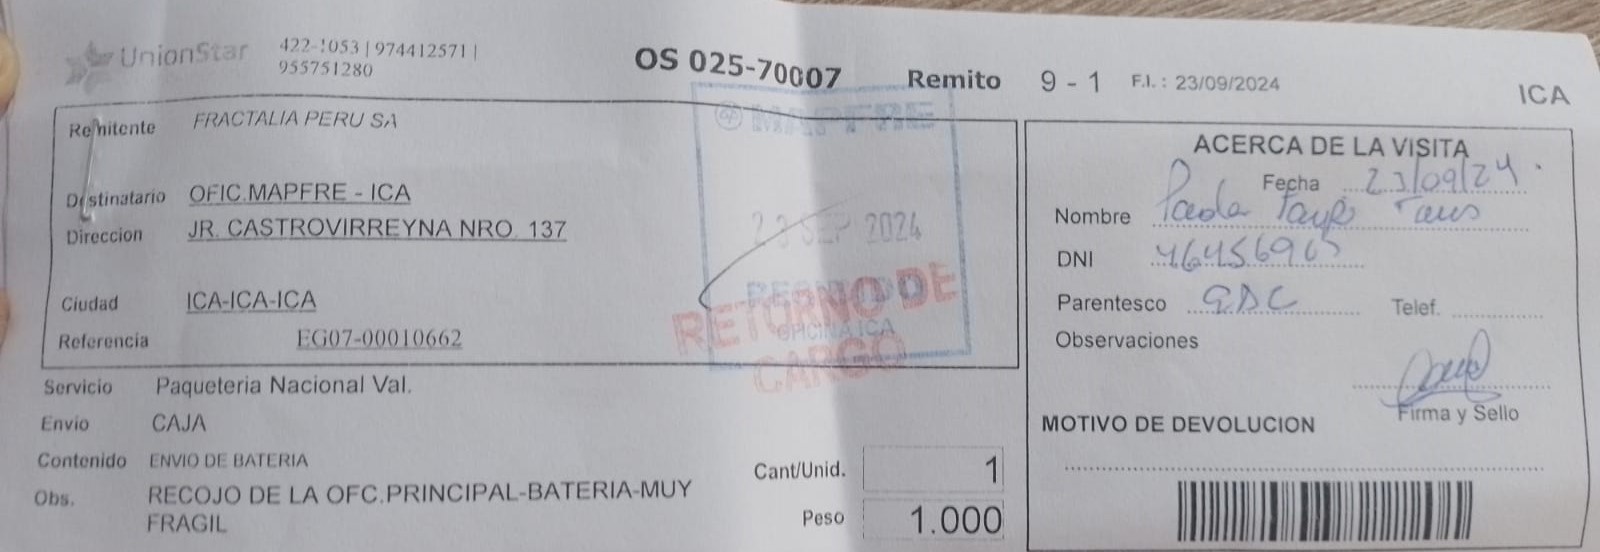 UnionStar
422-1053 | 974412571 |
955751280
OS 025-70007 Remito 9 - 1 F.I. : 23/09/2024
ICA
Remitente FRACTALIA PERU SA
Destinatario OFIC.MAPFRE - ICA
Direccion JR. CASTROVIRREYNA NRO. 137
Ciudad ICA-ICA-ICA
Referencia EG07-00010662
MAPFRE
23 SEP 2024
OFICINA ICA
RETORNO DE
CARGO
Servicio Paqueteria Nacional Val.
Envio CAJA
Contenido ENVIO DE BATERIA
Obs. RECOJO DE LA OFC.PRINCIPAL-BATERIA-MUY
FRAGIL
Cant/Unid. 1
Peso 1.000
ACERCA DE LA VISITA
Fecha 23/09/24
Nombre Paola
DNI
Parentesco
Telef.
Observaciones
Firma y Sello
MOTIVO DE DEVOLUCION